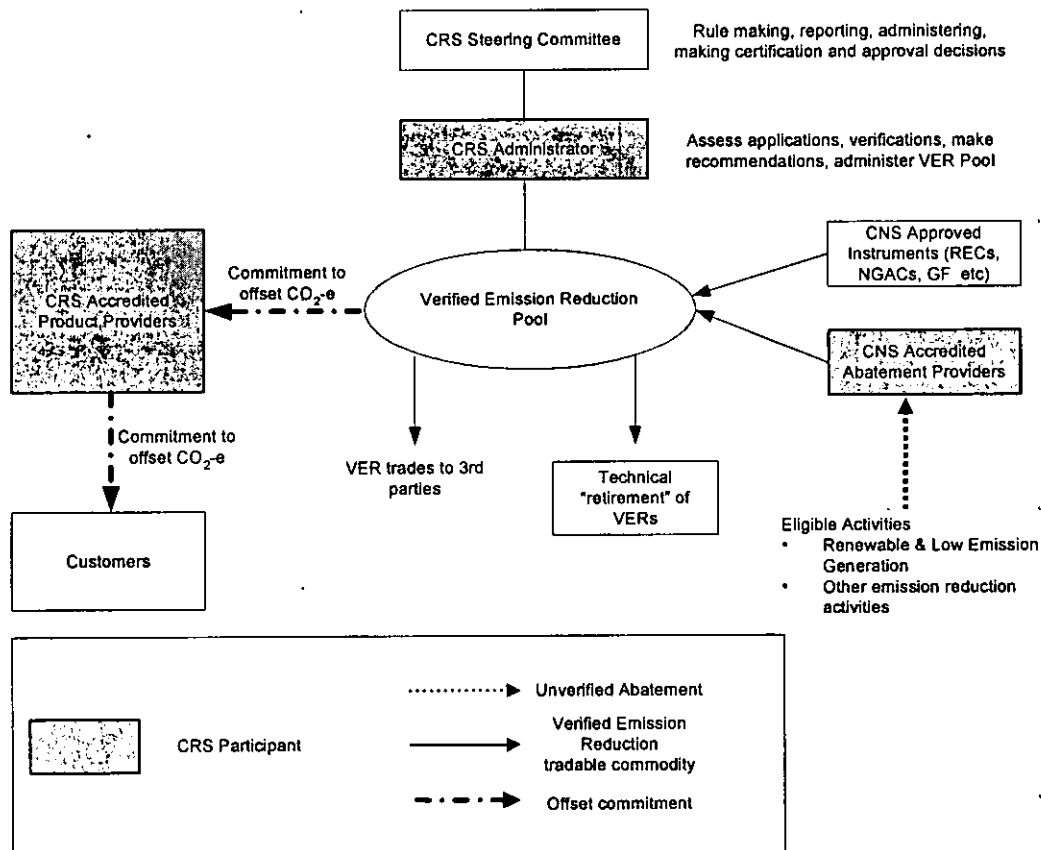 CRS Steering Committee
Rule making, reporting, administering,
making certification and approval decisions
CRS Administrator
Assess applications, verifications, make
recommendations, administer VER Pool
CRS Accredited
Product Providers
Commitment to
offset CO₂-e
Verified Emission Reduction
Pool
CNS Approved
Instruments (RECs,
NGACs, GF etc)
CNS Accredited
Abatement Providers
Commitment to
offset CO₂-e
VER trades to 3rd
parties
Technical
"retirement" of
VERs
Customers
Eligible Activities
• Renewable & Low Emission
Generation
• Other emission reduction
activities
CRS Participant
Unverified Abatement
Verified Emission
Reduction
tradable commodity
Offset commitment